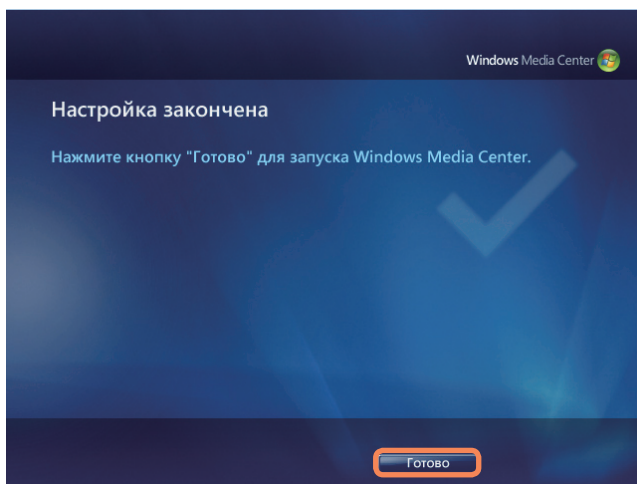 Windows Media Center
Настройка закончена
Нажмите кнопку "Готово" для запуска Windows Media Center.
Готово